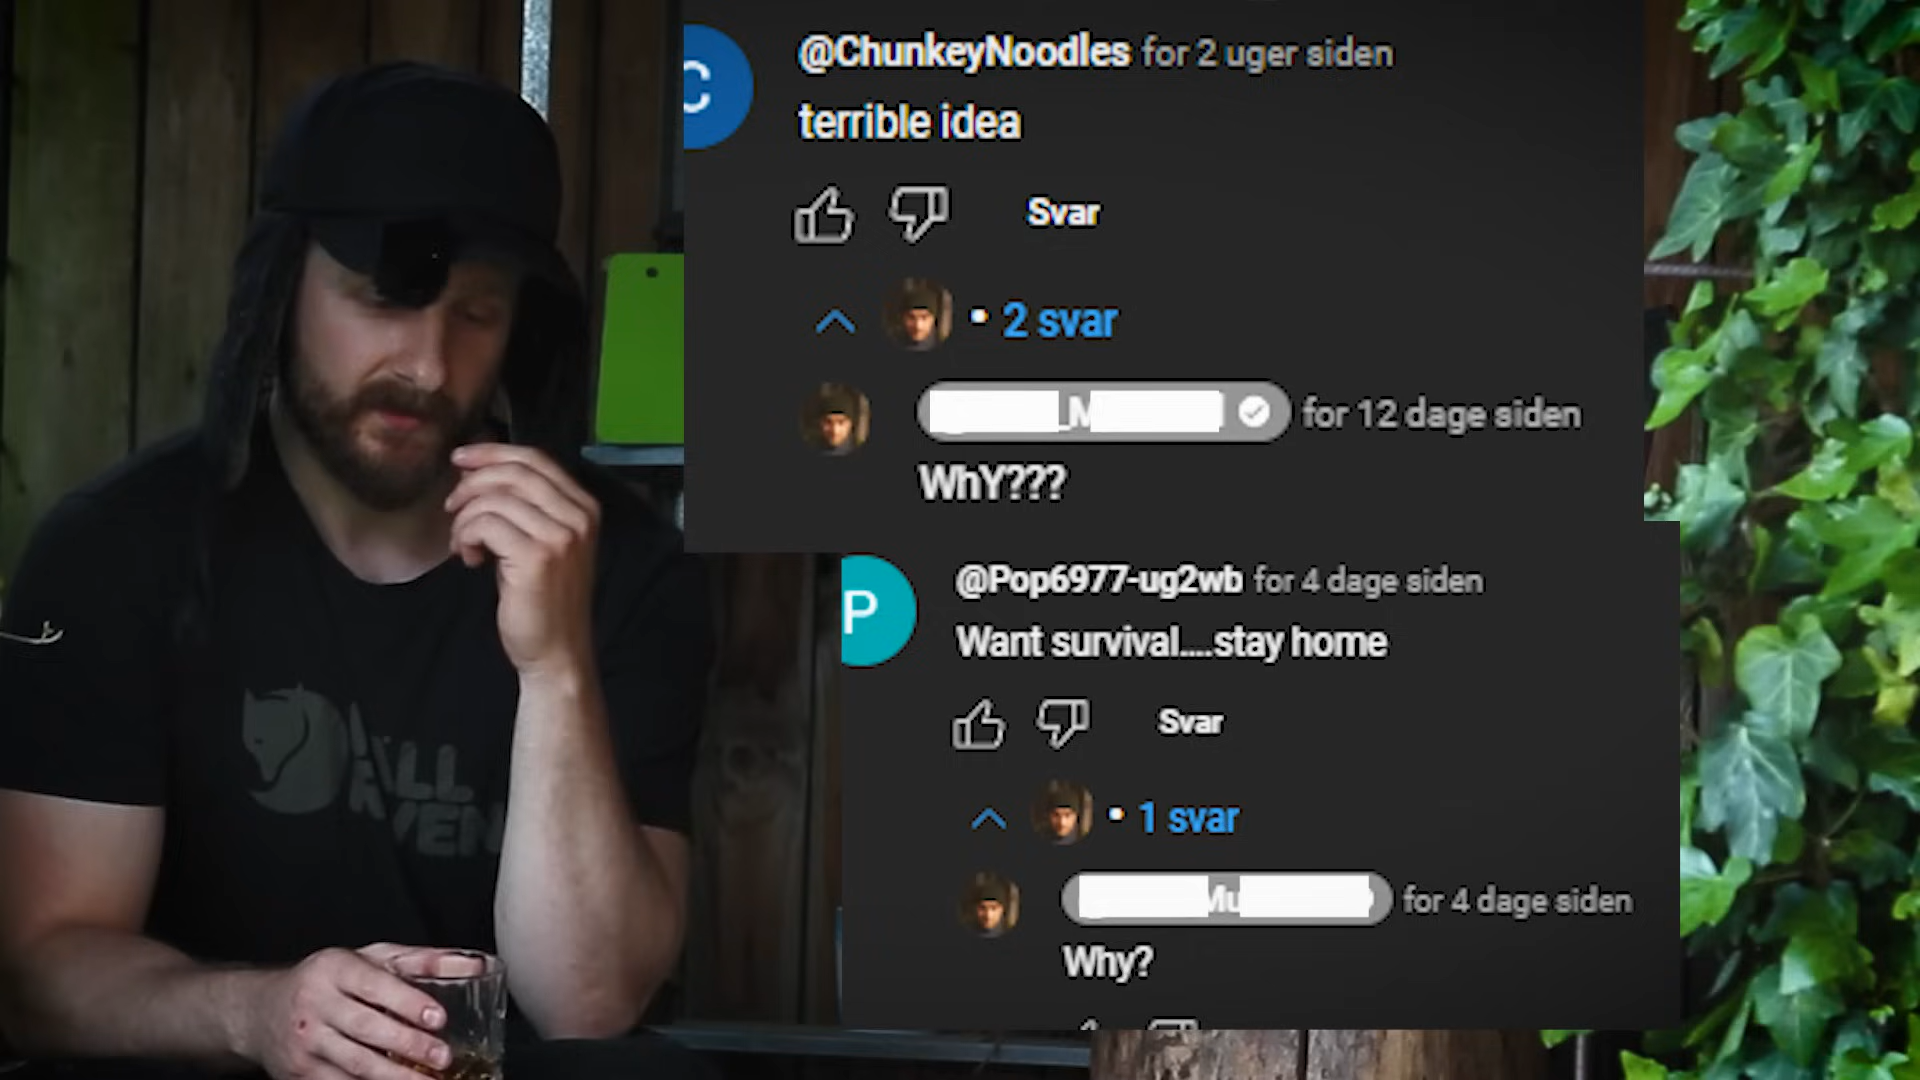 C
@ChunkeyNoodles for 2 uger siden
terrible idea
Svar
2 svar
for 12 dage siden
WhY???
P
@Pop6977-ug2wb for 4 dage siden
Want survival....stay home
Svar
1 svar
for 4 dage siden
Why?